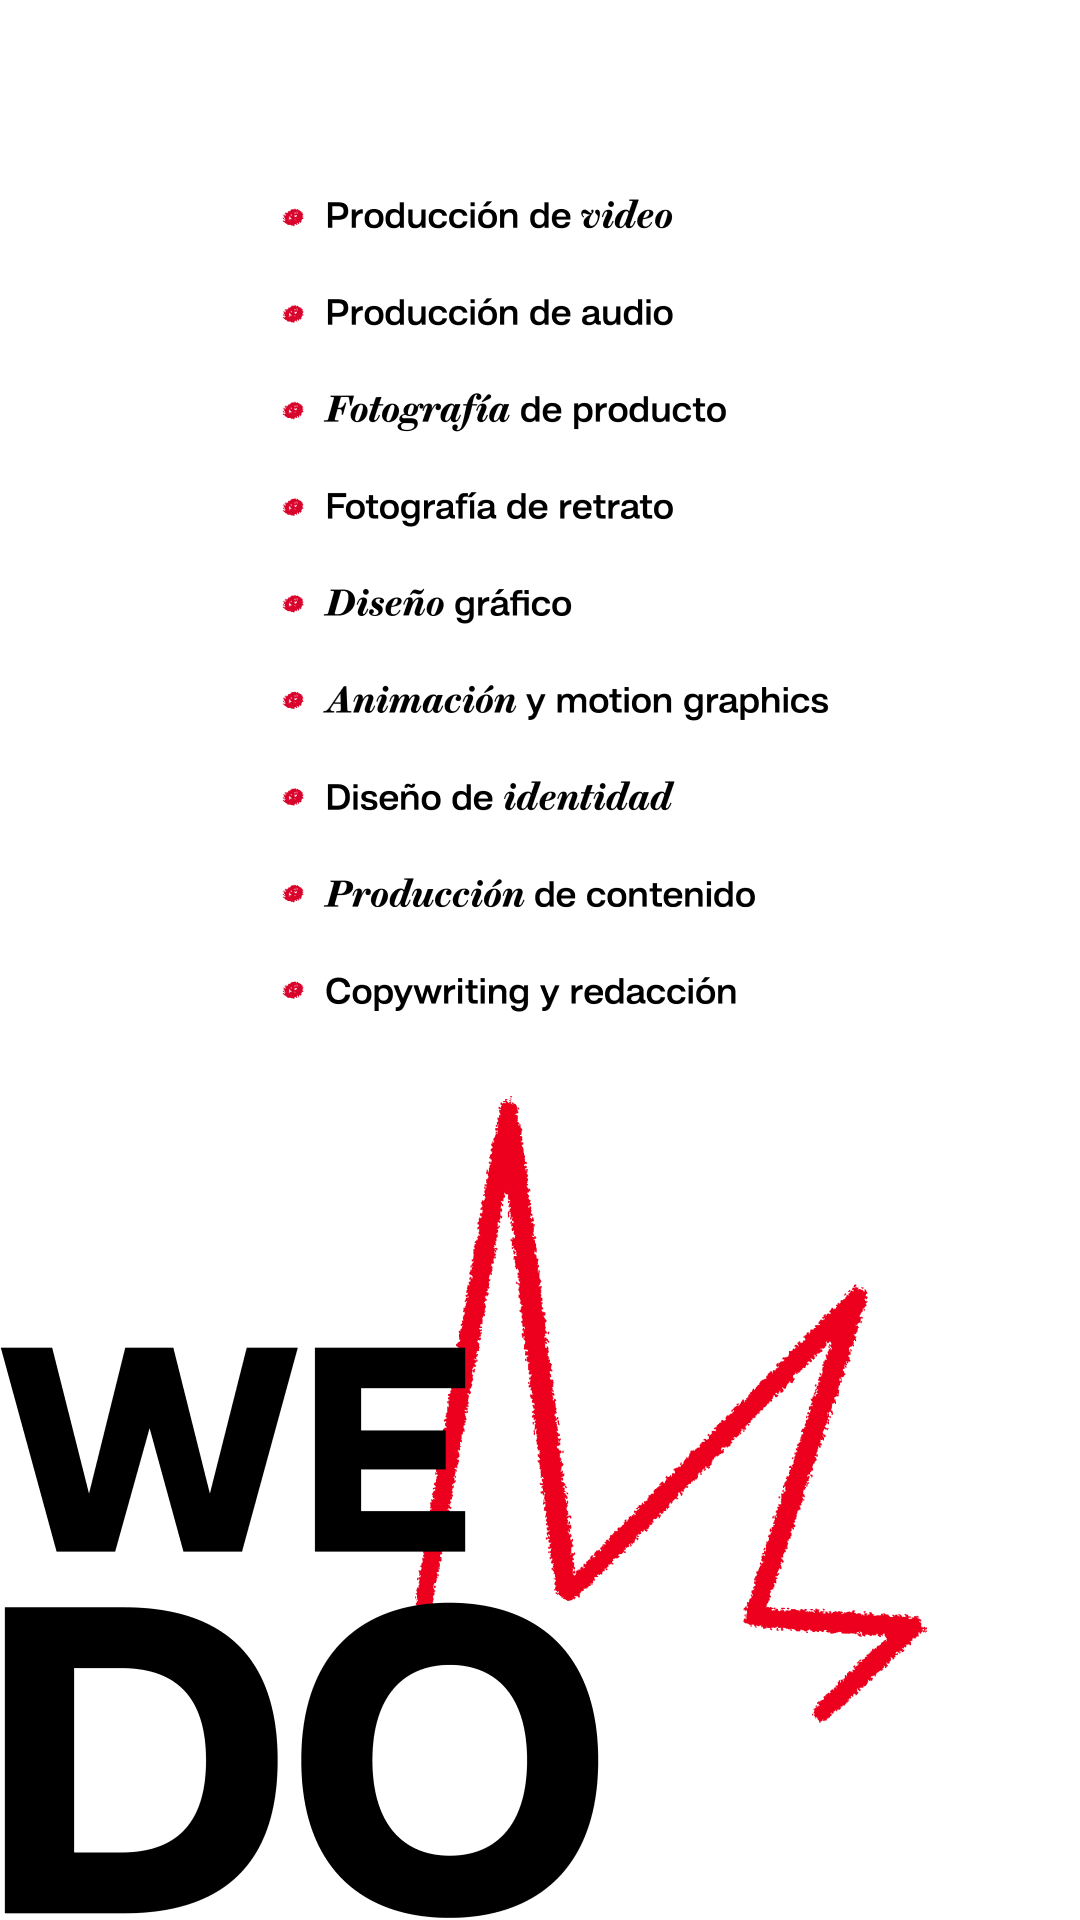 Producción de video
Producción de audio
Fotografía de producto
Fotografía de retrato
Diseño gráfico
Animación y motion graphics
Diseño de identidad
Producción de contenido
Copywriting y redacción
WE
DO